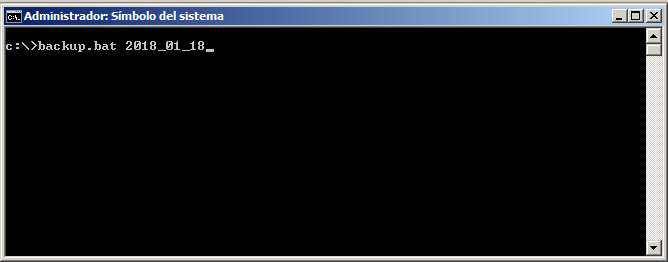 Administrador: Símbolo del sistema
c:\>backup.bat 2018_01_18_